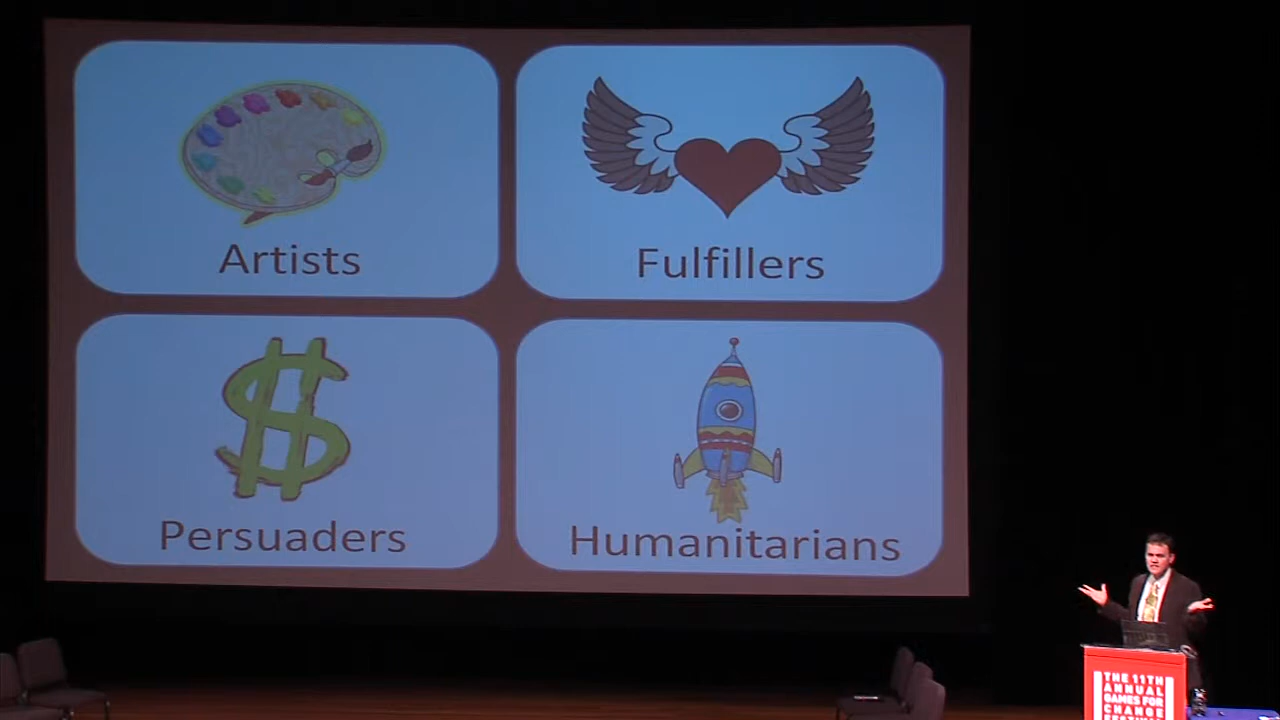 Artists
Fulfillers
Persuaders
Humanitarians
THE 11TH
ANNUAL
GAMES FOR
CHANGE